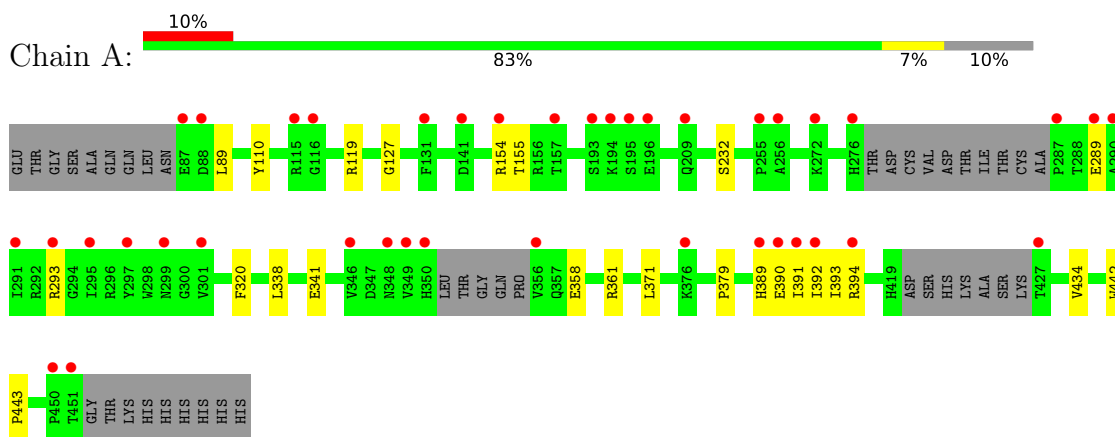 10%
Chain A:
83% 7% 10%
GLU THR GLY SER ALA GLN GLN LEU ASN E87 D88 L89 Y110 R115 G116 R119 G127 F131 D141 R154 T155 R156 T157 S193 K194 S195 E196 Q209 S232 P255 A256 K272 H276 THR ASP CYS VAL ASP THR ILE THR CYS ALA P287 T288 E289 A290
I291 R292 R293 G294 I295 R296 Y297 W298 N299 G300 V301 F320 L338 E341 V346 D347 N348 V349 H350 LEU THR GLY GLN PRO V356 Q357 E358 R361 L371 K376 P379 H389 E390 I391 I392 I393 R394 H419 ASP SER HIS LYS ALA SER LYS T427 V434 W442
P443 P450 T451 GLY THR LYS HIS HIS HIS HIS HIS HIS